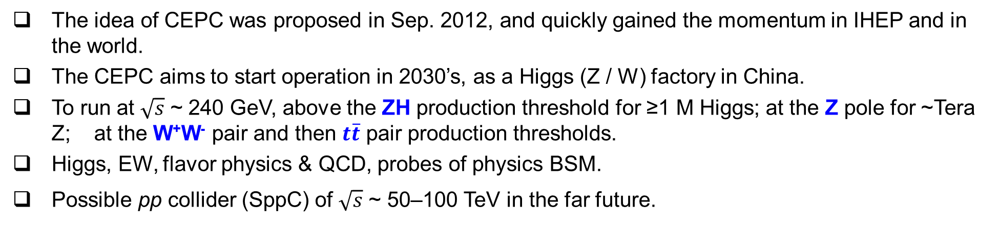 ❑ The idea of CEPC was proposed in Sep. 2012, and quickly gained the momentum in IHEP and in
the world.
❑ The CEPC aims to start operation in 2030’s, as a Higgs (Z / W) factory in China.
❑ To run at √s ~ 240 GeV, above the ZH production threshold for ≥1 M Higgs; at the Z pole for ~Tera
Z; at the W⁺W⁻ pair and then tt̄ pair production thresholds.
❑ Higgs, EW, flavor physics & QCD, probes of physics BSM.
❑ Possible pp collider (SppC) of √s ~ 50–100 TeV in the far future.